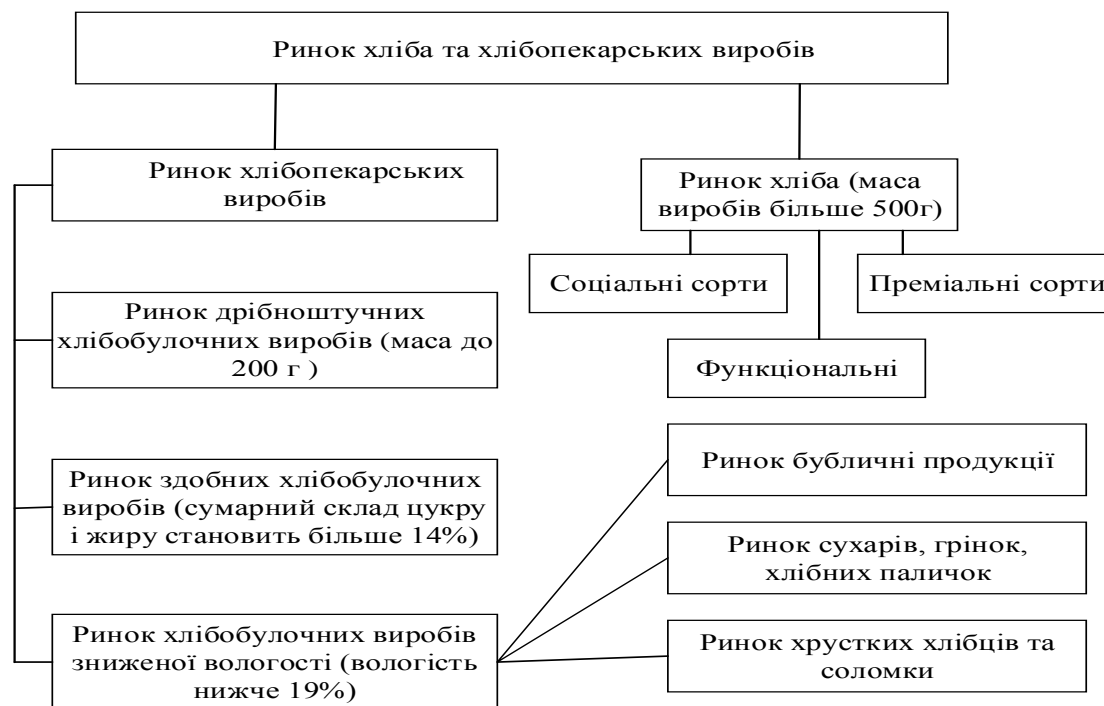 Ринок хліба та хлібопекарських виробів
Ринок хлібопекарських
виробів
Ринок хліба (маса
виробів більше 500г)
Соціальні сорти
Преміальні сорти
Функціональні
Ринок дрібноштучних
хлібобулочних виробів (маса до
200 г )
Ринок здобних хлібобулочних
виробів (сумарний склад цукру
і жиру становить більше 14%)
Ринок хлібобулочних виробів
зниженої вологості (вологість
нижче 19%)
Ринок бубличні продукції
Ринок сухарів, грінок,
хлібних паличок
Ринок хрустких хлібців та
соломки